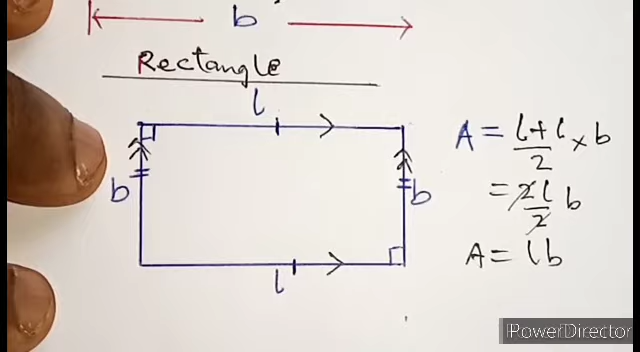 b
Rectangle
l
b
b
l
A = l+l/2 × b
= 2l/2 b
A = lb
PowerDirector